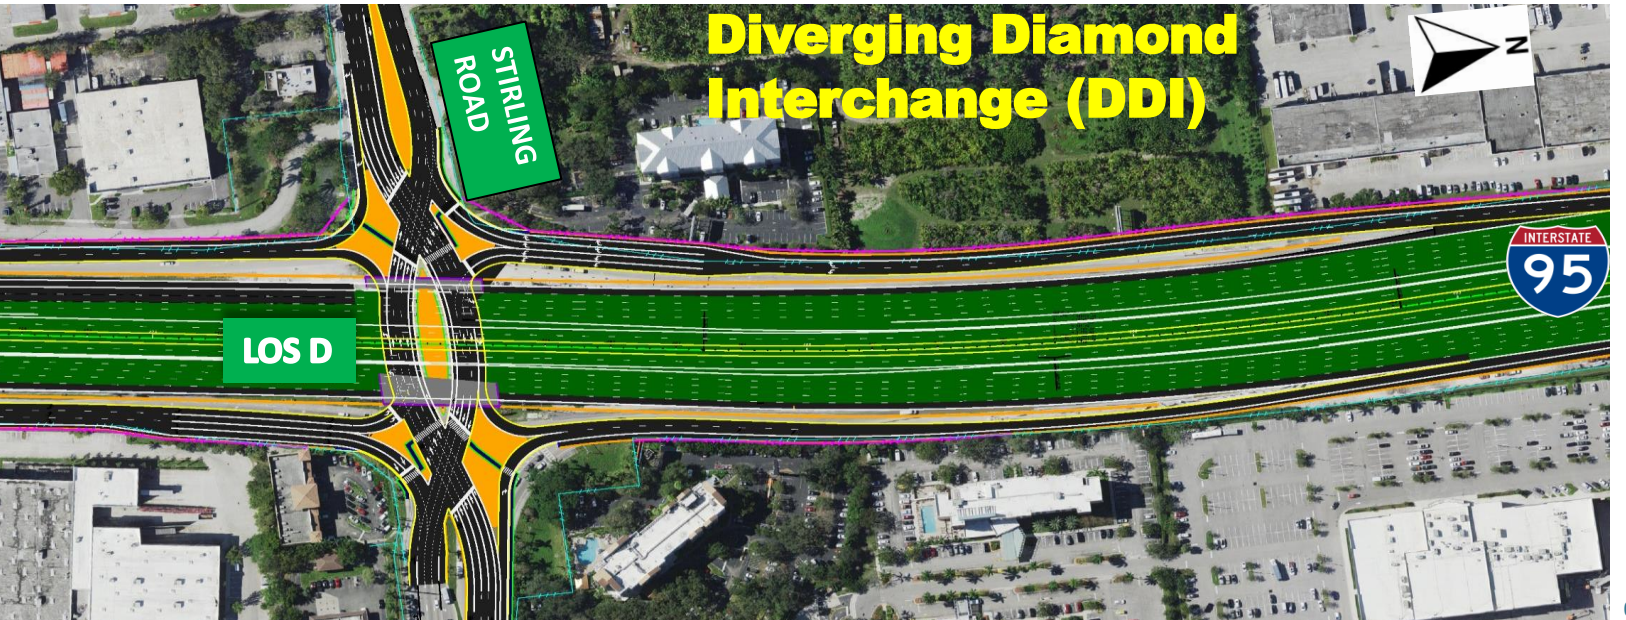 Diverging Diamond
Interchange (DDI)
STIRLING
ROAD
N
INTERSTATE
95
LOS D